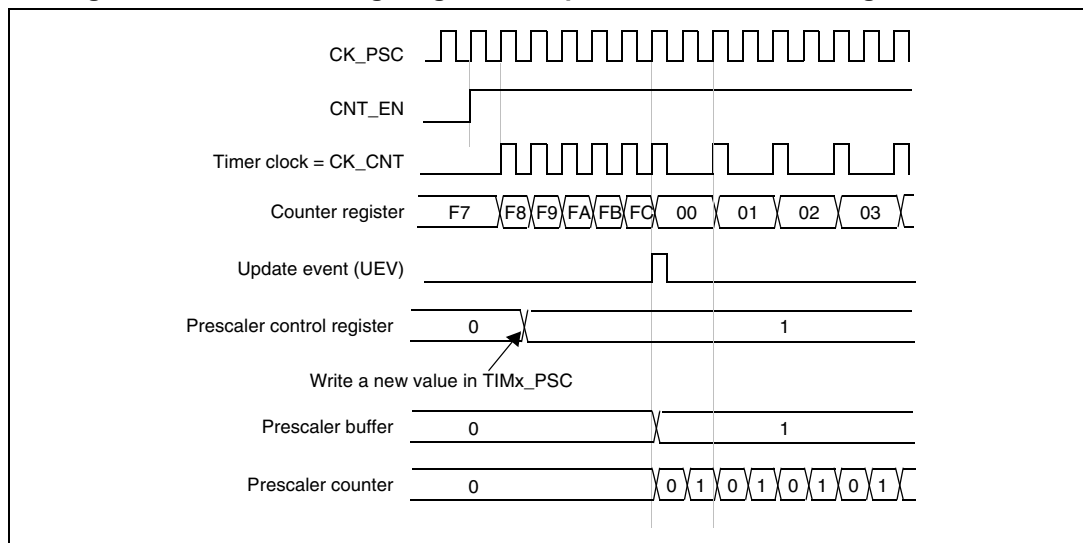 CK_PSC
CNT_EN
Timer clock = CK_CNT
Counter register F7 F8 F9 FA FB FC 00 01 02 03
Update event (UEV)
Prescaler control register 0 1
Write a new value in TIMx_PSC
Prescaler buffer 0 1
Prescaler counter 0 0 1 0 1 0 1 0 1